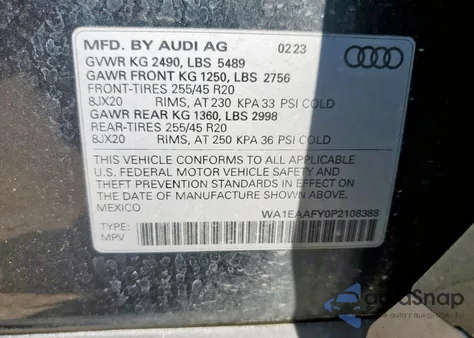 MFD. BY AUDI AG 02 23
GVWR KG 2490, LBS 5489
GAWR FRONT KG 1250, LBS 2756
FRONT-TIRES 255/45 R20
8JX20 RIMS, AT 230 KPA 33 PSI COLD
GAWR REAR KG 1360, LBS 2998
REAR-TIRES 255/45 R20
8JX20 RIMS, AT 250 KPA 36 PSI COLD
THIS VEHICLE CONFORMS TO ALL APPLICABLE
U.S. FEDERAL MOTOR VEHICLE SAFETY AND
THEFT PREVENTION STANDARDS IN EFFECT ON
THE DATE OF MANUFACTURE SHOWN ABOVE.
MEXICO
WA1EAAFY0P2108388
TYPE:
MPV